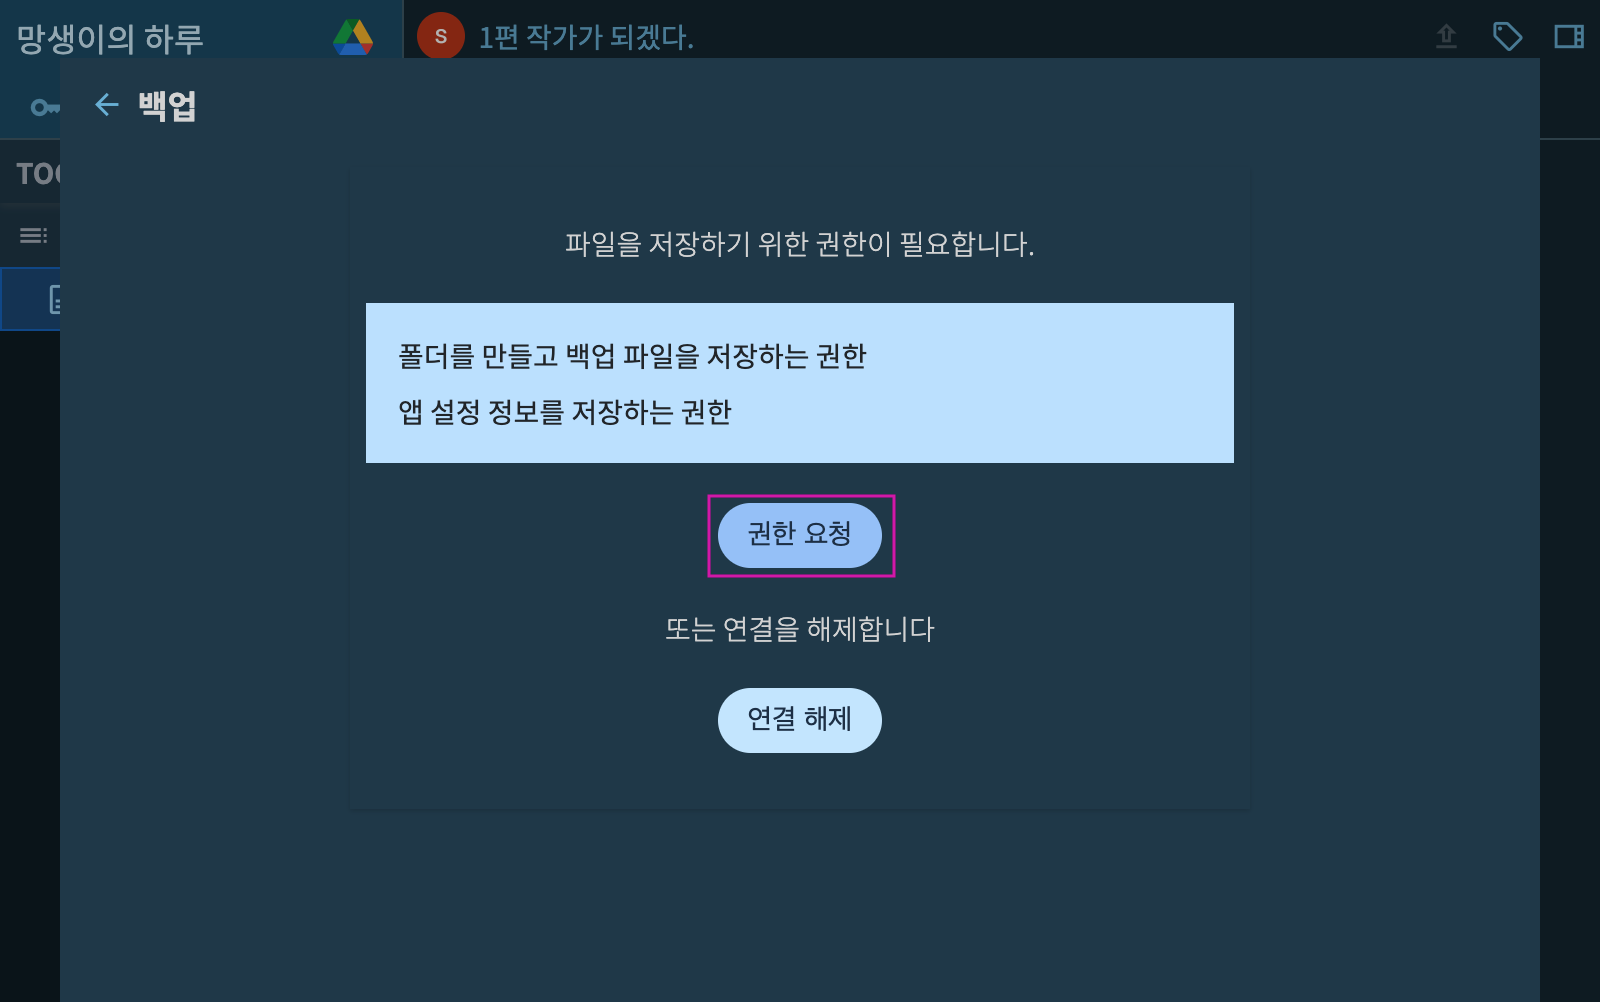 망생이의 하루
S
1편 작가가 되겠다.
백업
파일을 저장하기 위한 권한이 필요합니다.
폴더를 만들고 백업 파일을 저장하는 권한
앱 설정 정보를 저장하는 권한
권한 요청
또는 연결을 해제합니다
연결 해제